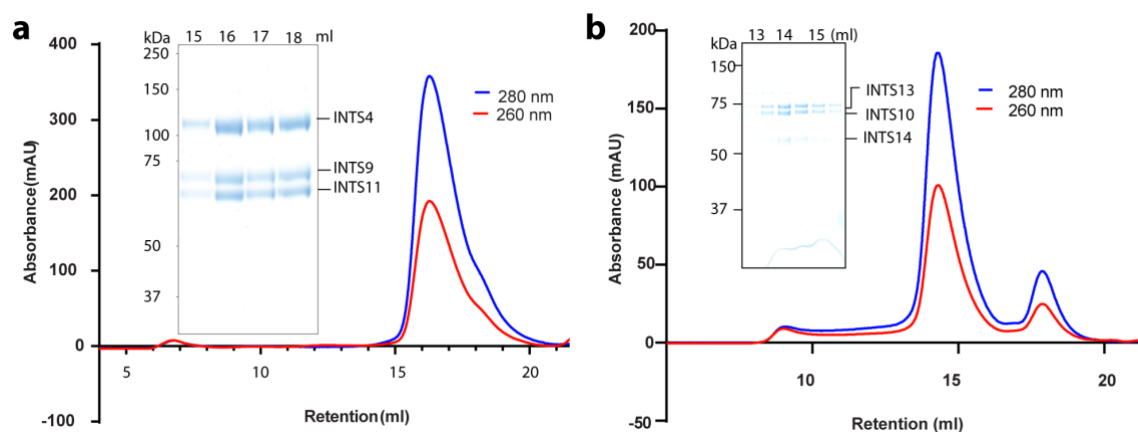 a
400
300
200
100
0
-100
Absorbance(mAU)
kDa 15 16 17 18 ml
250
150
100
75
50
37
INTS4
INTS9
INTS11
280 nm
260 nm
5 10 15 20
Retention(ml)
b
200
150
100
50
0
-50
Absorbance (mAU)
kDa 13 14 15 (ml)
150
75
50
37
INTS13
INTS10
INTS14
280 nm
260 nm
10 15 20
Retention (ml)